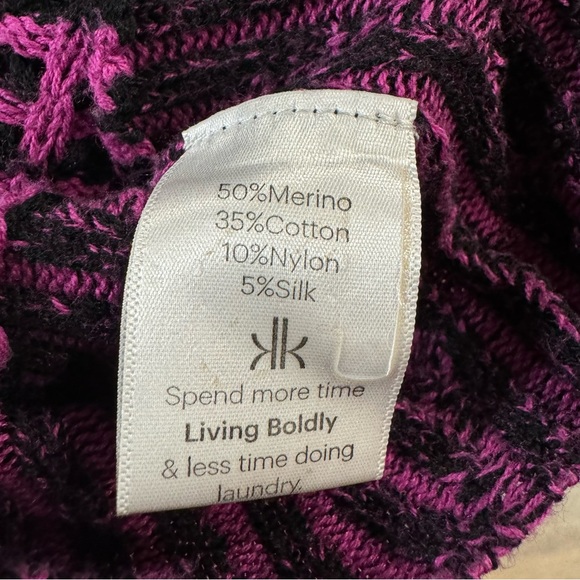 50%Merino
35%Cotton
10%Nylon
5%Silk
Spend more time
Living Boldly
& less time doing
laundry.